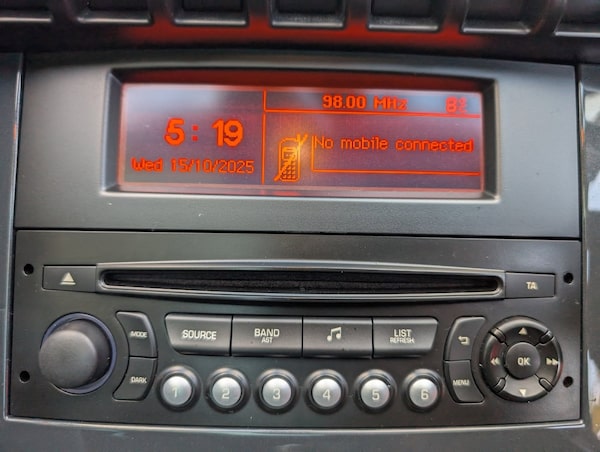 98.00 MHz
5:19
No mobile connected
Wed 15/10/2025
TA
MODE
SOURCE
BAND
AST
LIST
REFRESH
DARK
MENU
OK
1 2 3 4 5 6